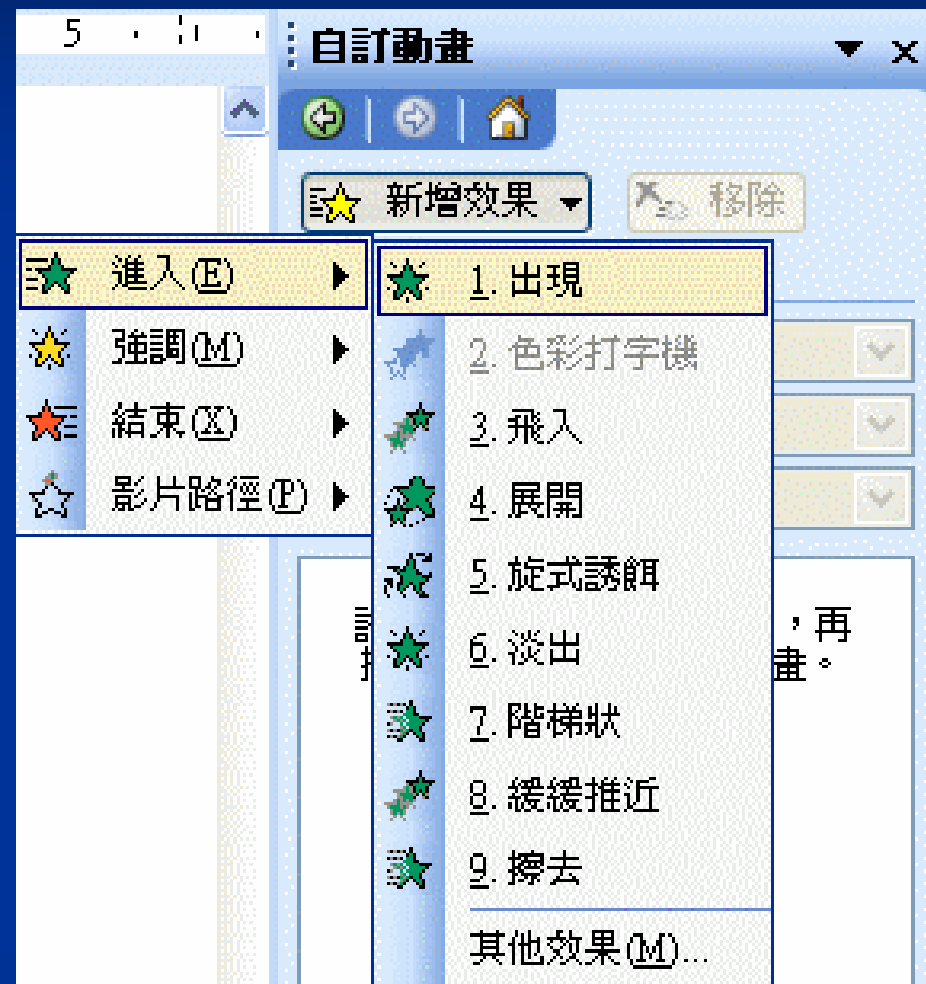 5
自訂動畫
新增效果
移除
進入(E)
強調(M)
結束(X)
影片路徑(P)
1. 出現
2. 色彩打字機
3. 飛入
4. 展開
5. 旋式誘餌
6. 淡出
7. 階梯狀
8. 緩緩推近
9. 擦去
其他效果(M)...
，再
畫。